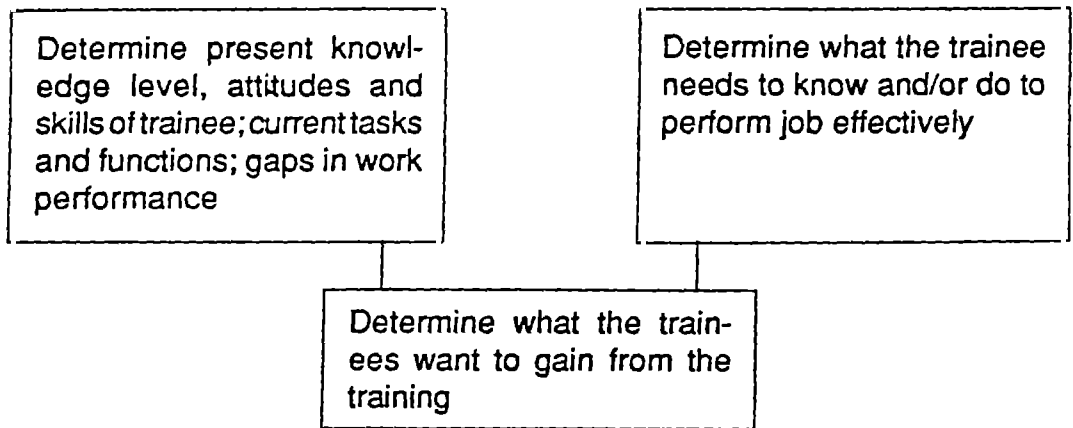 Determine present knowl-
edge level, attitudes and
skills of trainee; current tasks
and functions; gaps in work
performance
Determine what the trainee
needs to know and/or do to
perform job effectively
Determine what the train-
ees want to gain from the
training